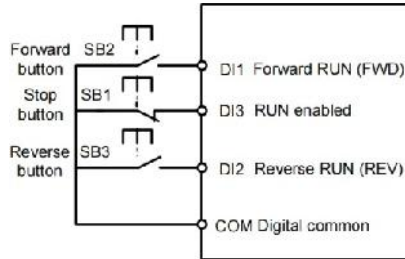 Forward button
SB2
DI1 Forward RUN (FWD)
Stop button
SB1
DI3 RUN enabled
Reverse button
SB3
DI2 Reverse RUN (REV)
COM Digital common